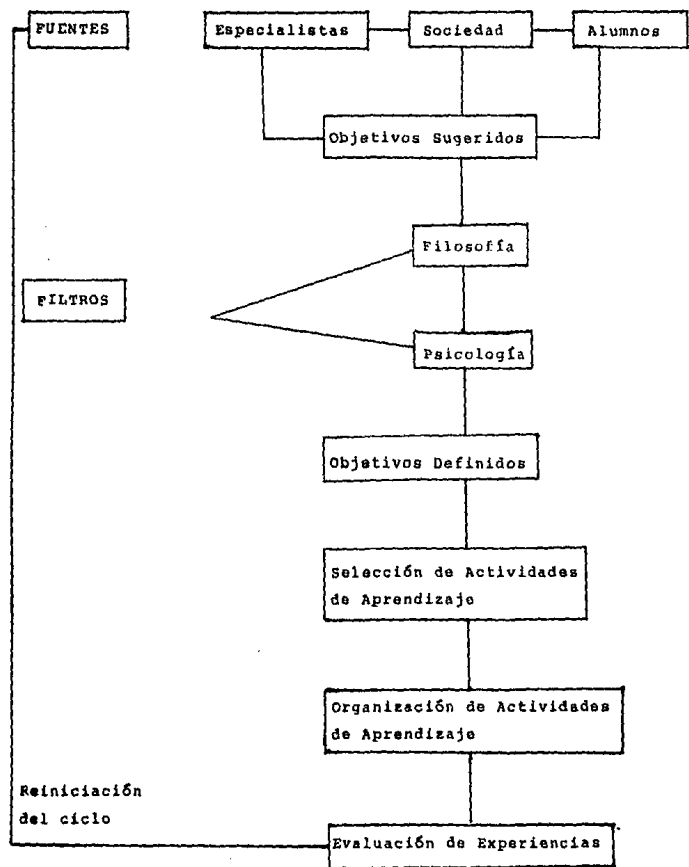 FUENTES
Especialistas
Sociedad
Alumnos
Objetivos Sugeridos
Filosofía
FILTROS
Psicología
Objetivos Definidos
Selección de Actividades
de Aprendizaje
Organización de Actividades
de Aprendizaje
Reiniciación
del ciclo
Evaluación de Experiencias